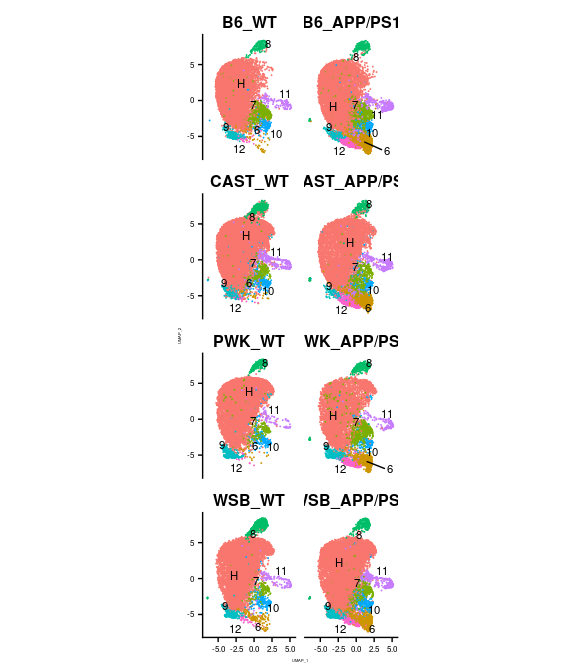 B6_WT B6_APP/PS1
8 8
5 H 11 7 9 6 10 12 0 -5
H 7 11 9 10 12 6
CAST_WT AST_APP/PS
8 8
5 H 11 7 6 9 10 12 0 -5
H 11 7 9 10 12 6
UMAP_2
PWK_WT WK_APP/PS
8 8
5 H 11 7 9 6 10 12 0 -5
H 11 7 9 10 12 6
WSB_WT /SB_APP/PS
8 8
5 H 11 7 9 10 12 6 0 -5
H 11 7 9 10 12 6
-5.0 -2.5 0.0 2.5 5.0 -5.0 -2.5 0.0 2.5 5.0
UMAP_1